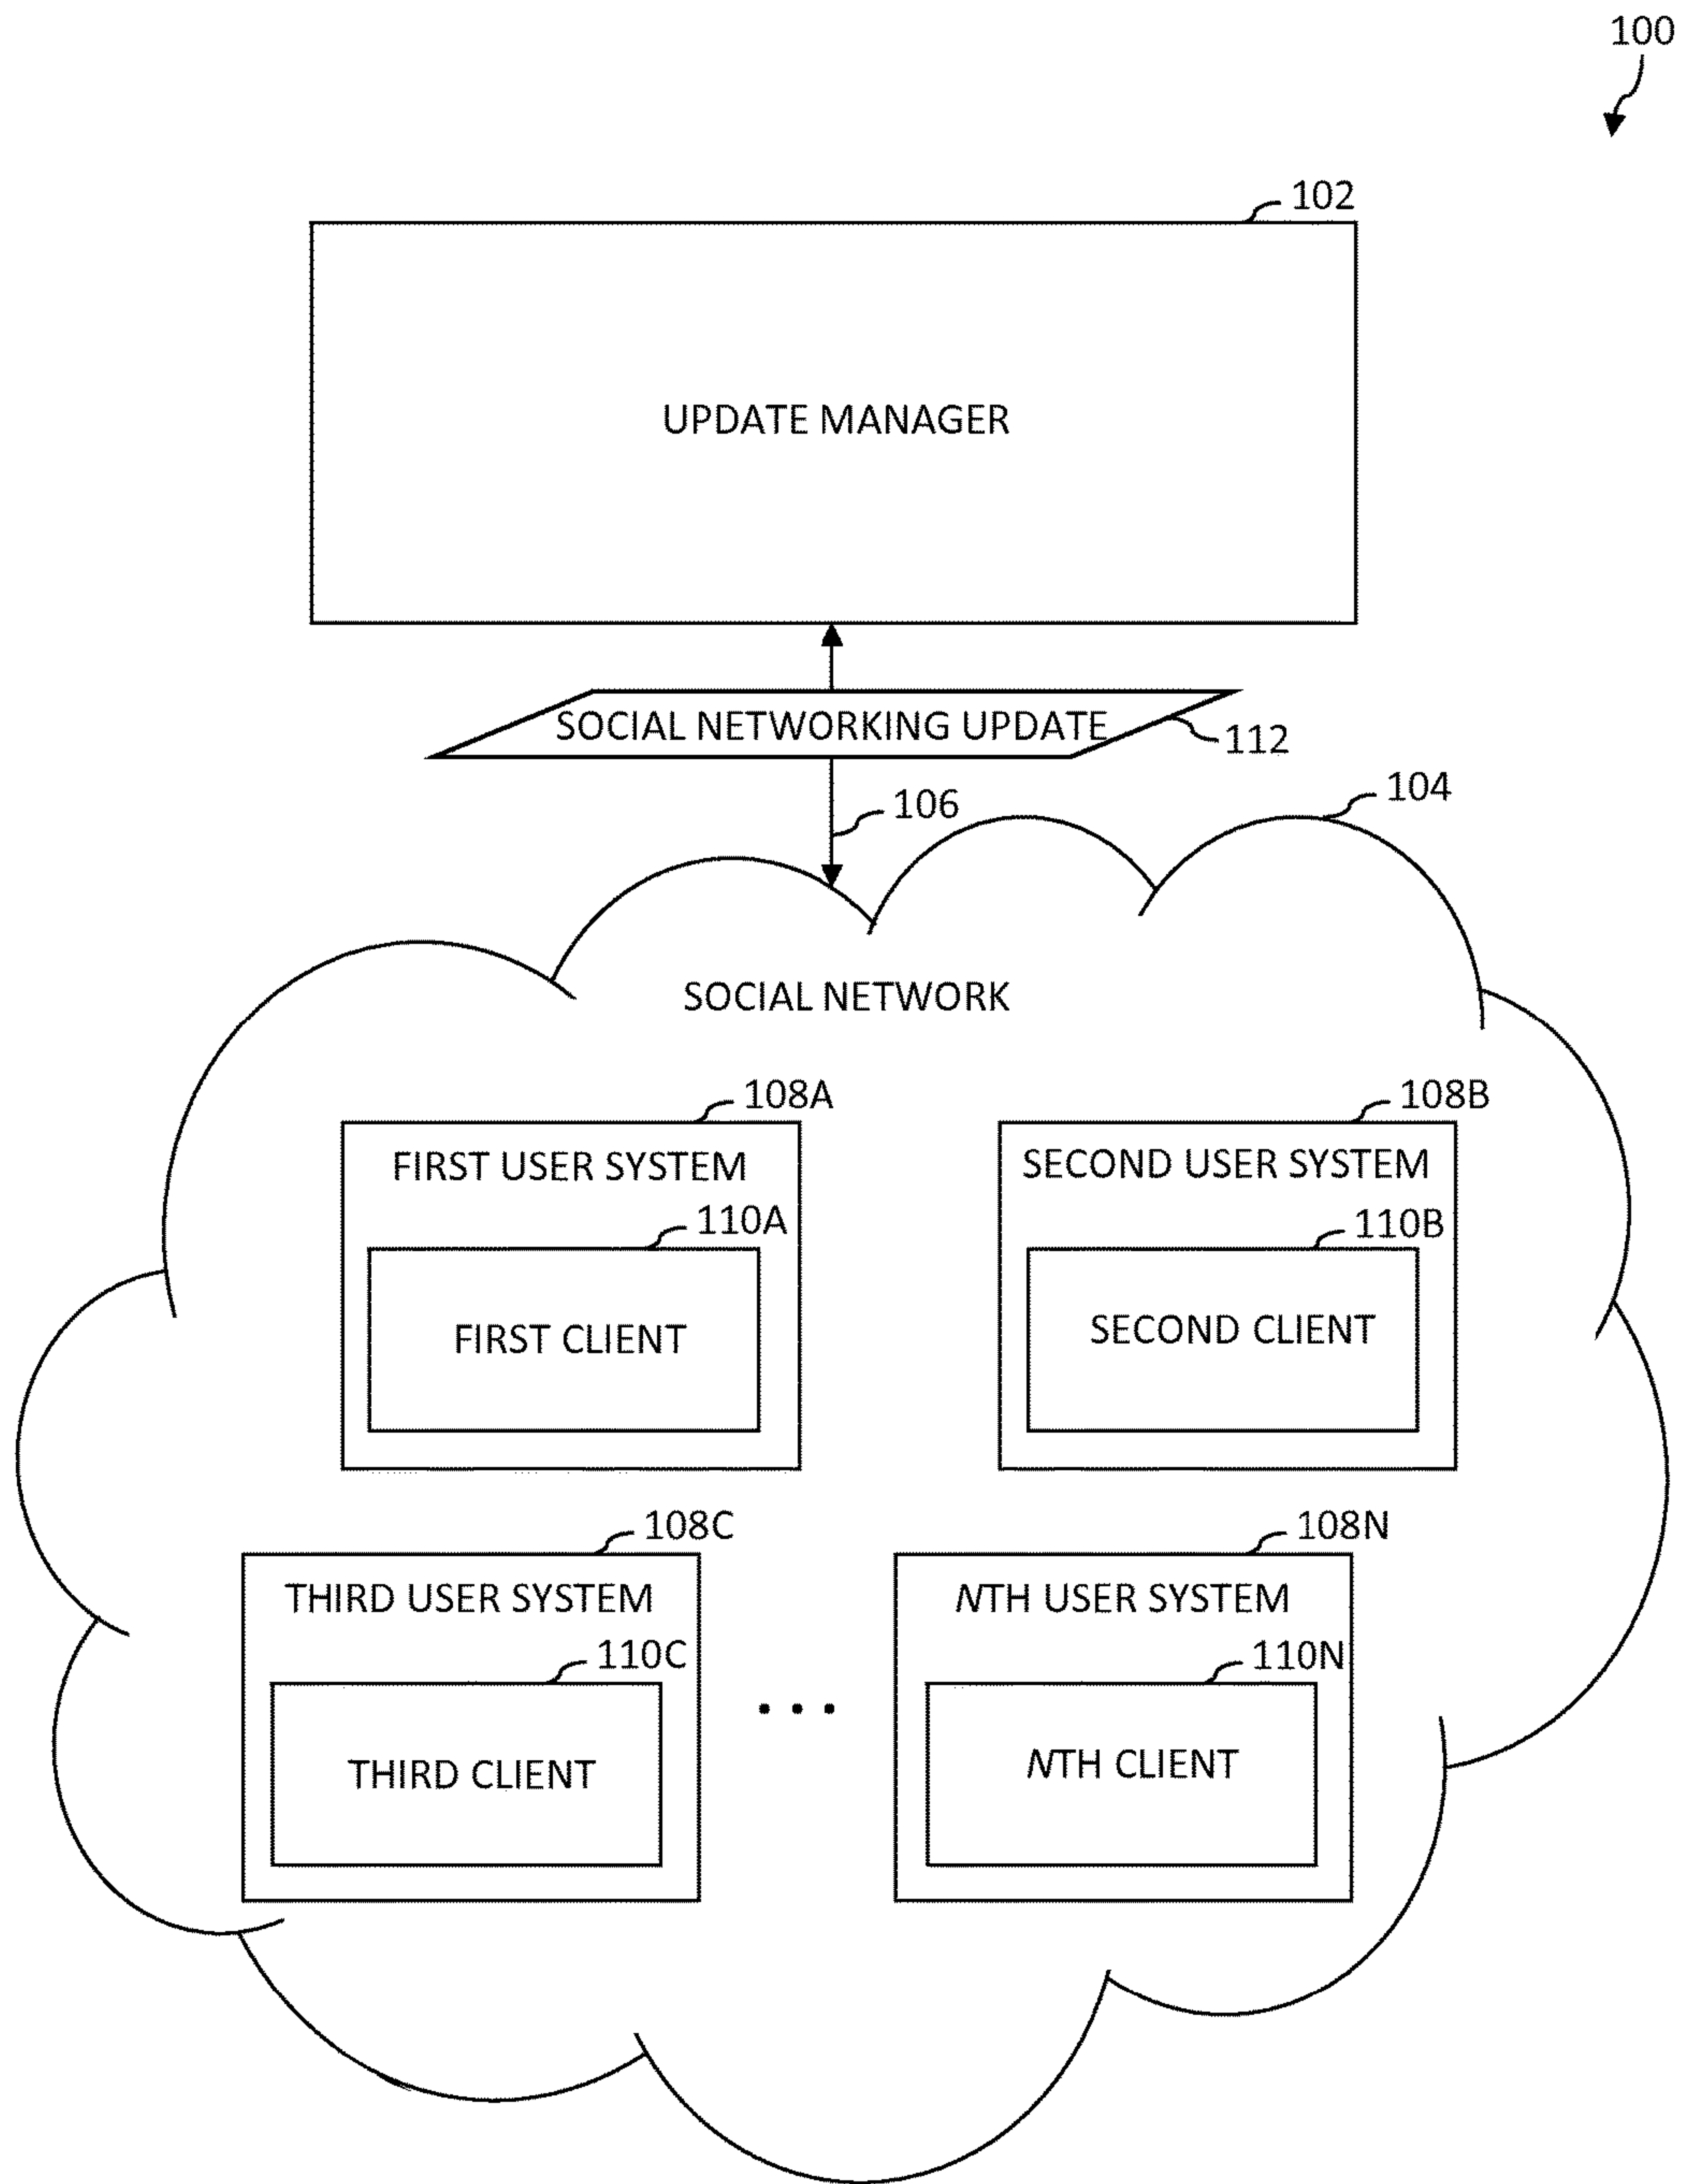 100
102
UPDATE MANAGER
SOCIAL NETWORKING UPDATE
112
106
104
SOCIAL NETWORK
108A
108B
FIRST USER SYSTEM
SECOND USER SYSTEM
110A
110B
FIRST CLIENT
SECOND CLIENT
108C
108N
THIRD USER SYSTEM
NTH USER SYSTEM
110C
110N
...
THIRD CLIENT
NTH CLIENT